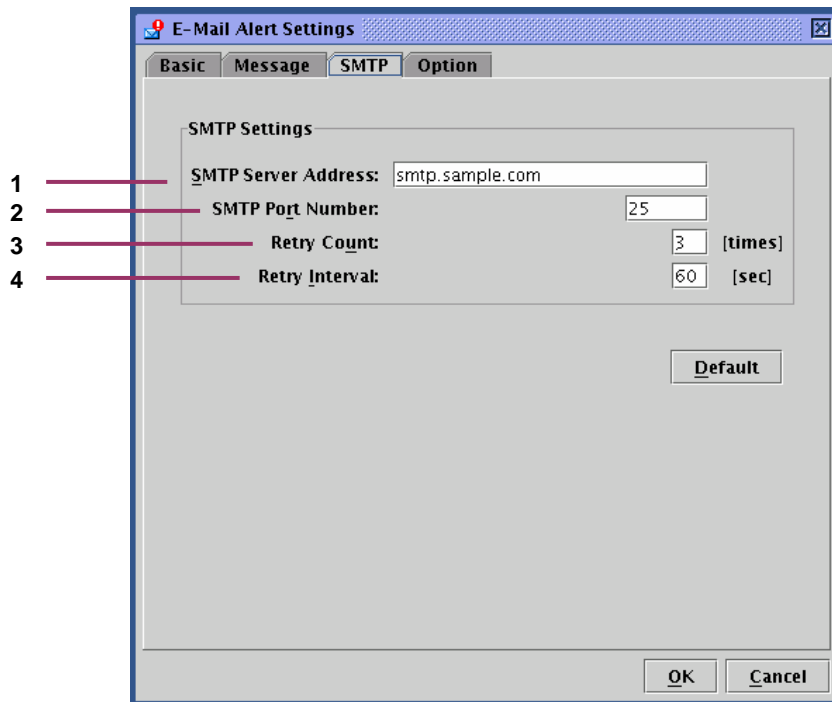 E-Mail Alert Settings
Basic Message SMTP Option
SMTP Settings
1 SMTP Server Address: smtp.sample.com
2 SMTP Port Number: 25
3 Retry Count: 3 [times]
4 Retry Interval: 60 [sec]
Default
OK Cancel